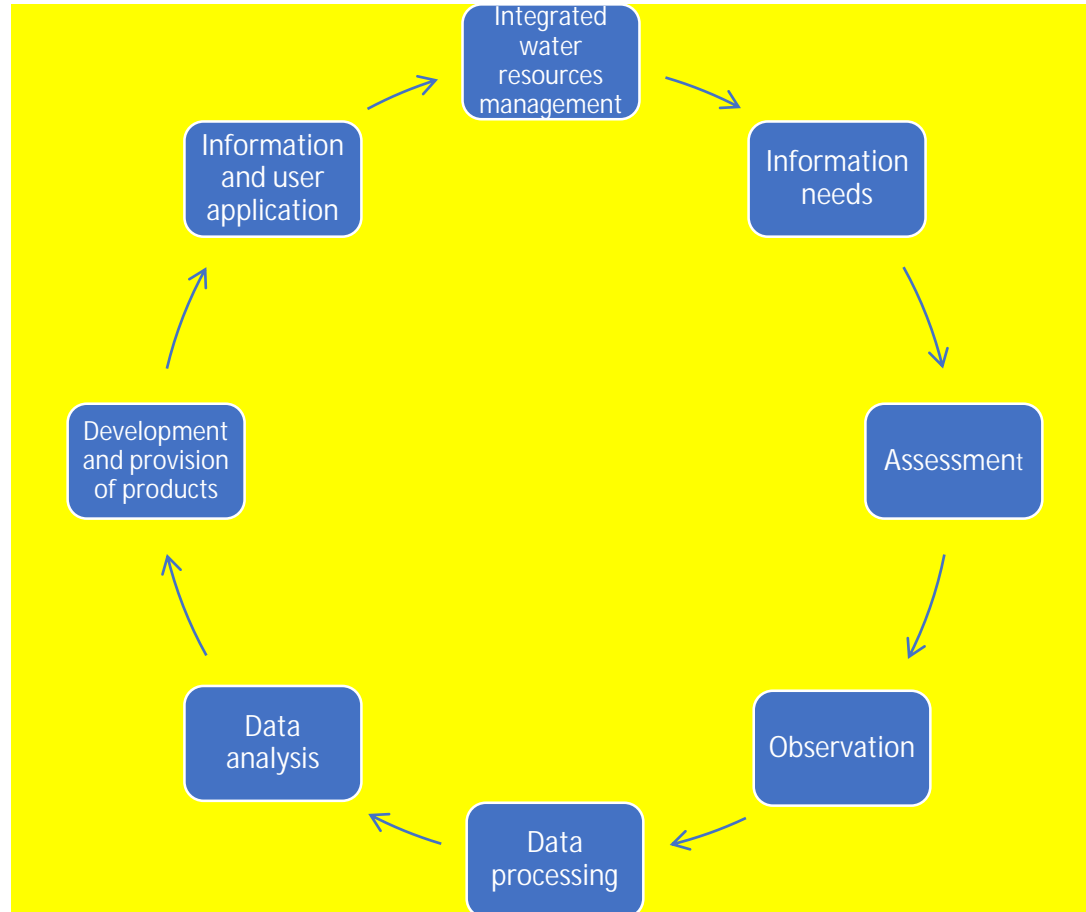 Integrated
water
resources
management
Information
needs
Assessment
Observation
Data
processing
Data
analysis
Development
and provision
of products
Information
and user
application